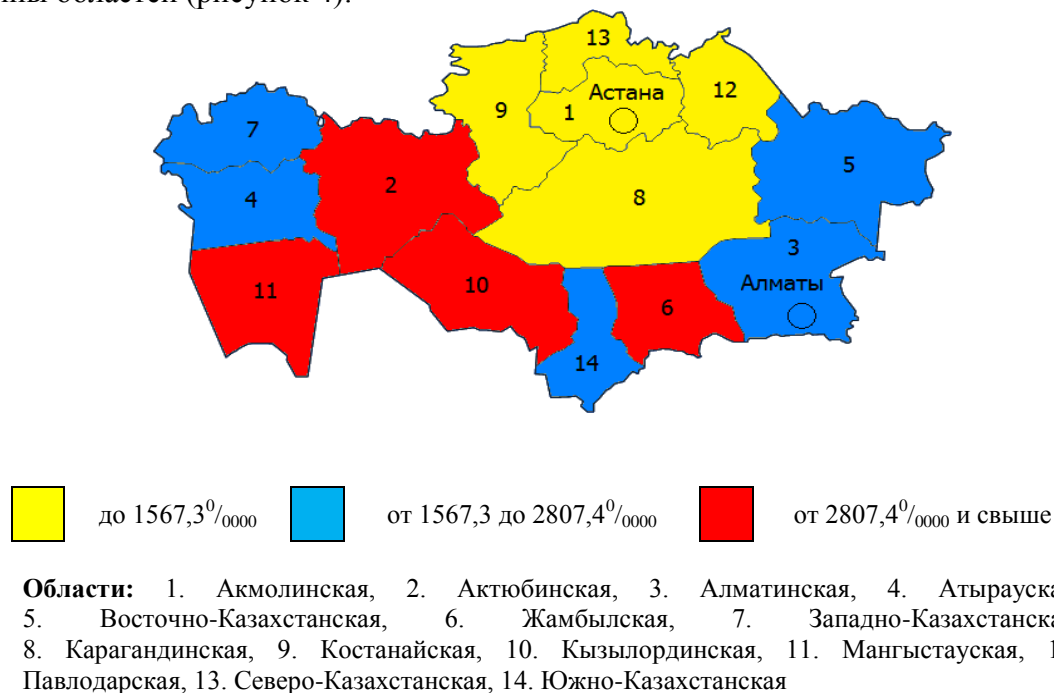 областей (рисунок 4).
13
Астана
12
9
1
7
5
2
4
8
3
Алматы
11
10
6
14
до 1567,3⁰/₀₀₀₀ от 1567,3 до 2807,4⁰/₀₀₀₀ от 2807,4⁰/₀₀₀₀ и свыше
Области: 1. Акмолинская, 2. Актюбинская, 3. Алматинская, 4. Атырауска
5. Восточно-Казахстанская, 6. Жамбылская, 7. Западно-Казахстанска
8. Карагандинская, 9. Костанайская, 10. Кызылординская, 11. Мангыстауская, 1
Павлодарская, 13. Северо-Казахстанская, 14. Южно-Казахстанская